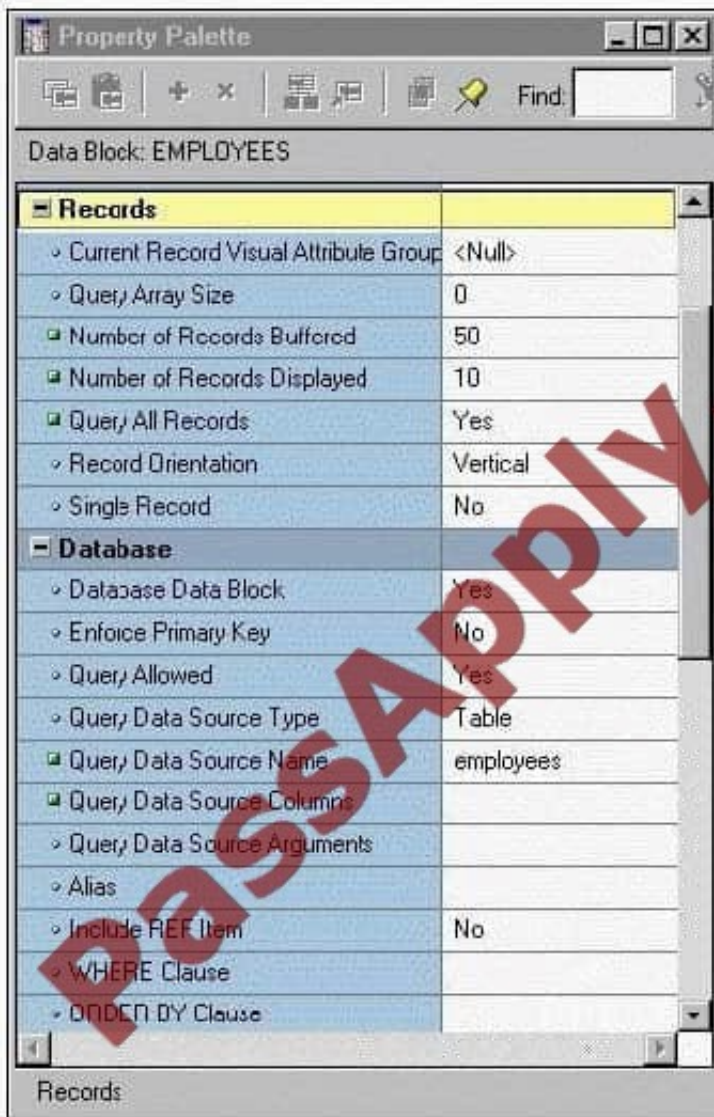 Property Palette
Find:
Data Block: EMPLOYEES
Records
Current Record Visual Attribute Group <Null>
Query Array Size 0
Number of Records Buffered 50
Number of Records Displayed 10
Query All Records Yes
Record Orientation Vertical
Single Record No
Database
Database Data Block Yes
Enforce Primary Key No
Query Allowed Yes
Query Data Source Type Table
Query Data Source Name employees
Query Data Source Columns
Query Data Source Arguments
Alias
Include REF Item No
WHERE Clause
ORDER BY Clause
Records
PassApply